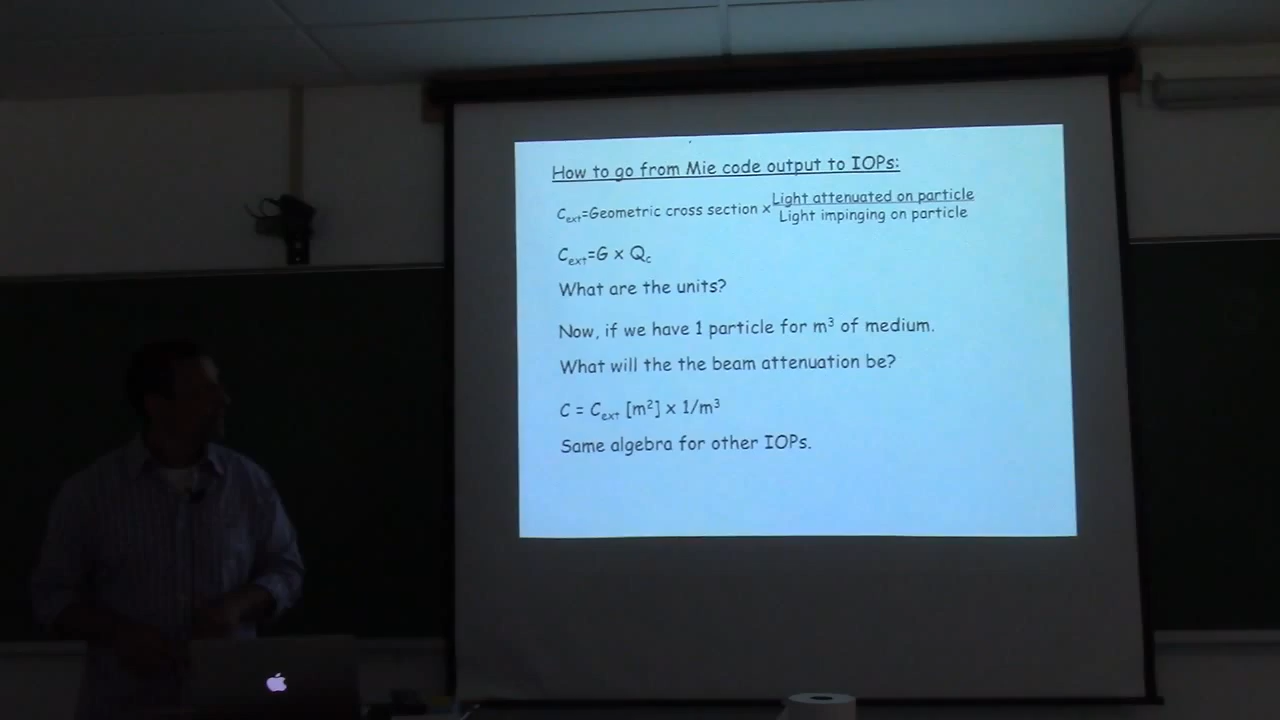 How to go from Mie code output to IOPs:
Cext=Geometric cross section × Light attenuated on particle
Light impinging on particle
Cext=G × Qc
What are the units?
Now, if we have 1 particle for m³ of medium.
What will the the beam attenuation be?
C = Cext [m²] × 1/m³
Same algebra for other IOPs.